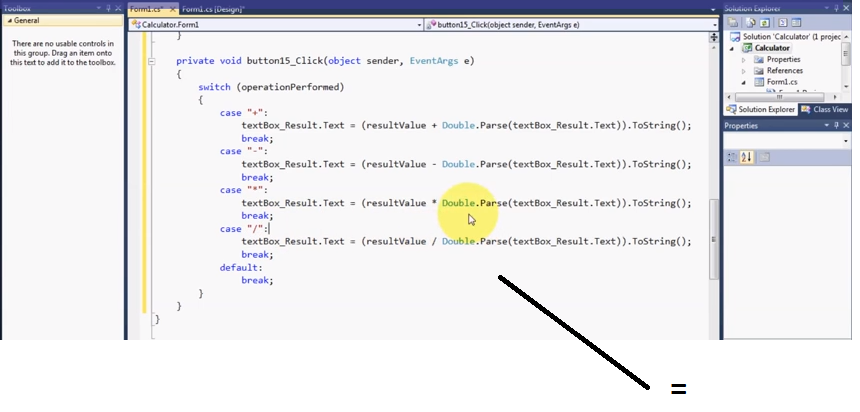 Toolbox
Form1.cs*
Form1.cs [Design]*
Solution Explorer
General
Calculator.Form1
button15_Click(object sender, EventArgs e)
There are no usable controls in
this group. Drag an item onto
this text to add it to the toolbox.
Solution 'Calculator' (1 projec
Calculator
Properties
References
Form1.cs
Solution Explorer
Class View
Properties
}
private void button15_Click(object sender, EventArgs e)
{
switch (operationPerformed)
{
case "+":
textBox_Result.Text = (resultValue + Double.Parse(textBox_Result.Text)).ToString();
break;
case "-":
textBox_Result.Text = (resultValue - Double.Parse(textBox_Result.Text)).ToString();
break;
case "*":
textBox_Result.Text = (resultValue * Double.Parse(textBox_Result.Text)).ToString();
break;
case "/":
textBox_Result.Text = (resultValue / Double.Parse(textBox_Result.Text)).ToString();
break;
default:
break;
}
}
}
=